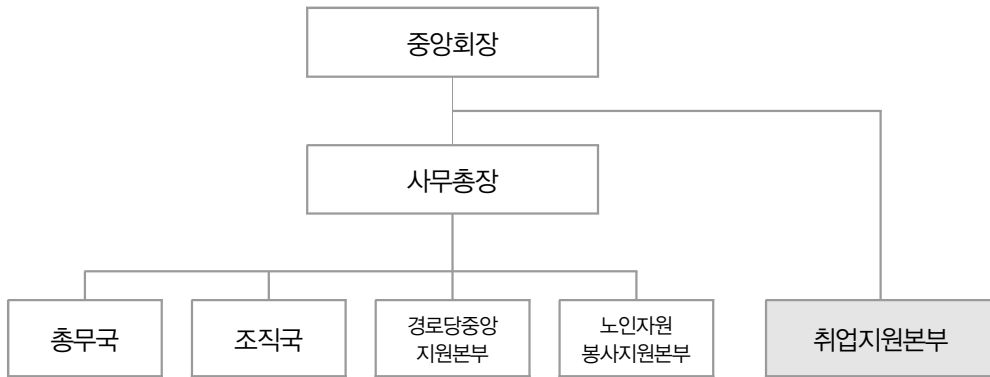 중앙회장
사무총장
총무국
조직국
경로당중앙
지원본부
노인자원
봉사지원본부
취업지원본부